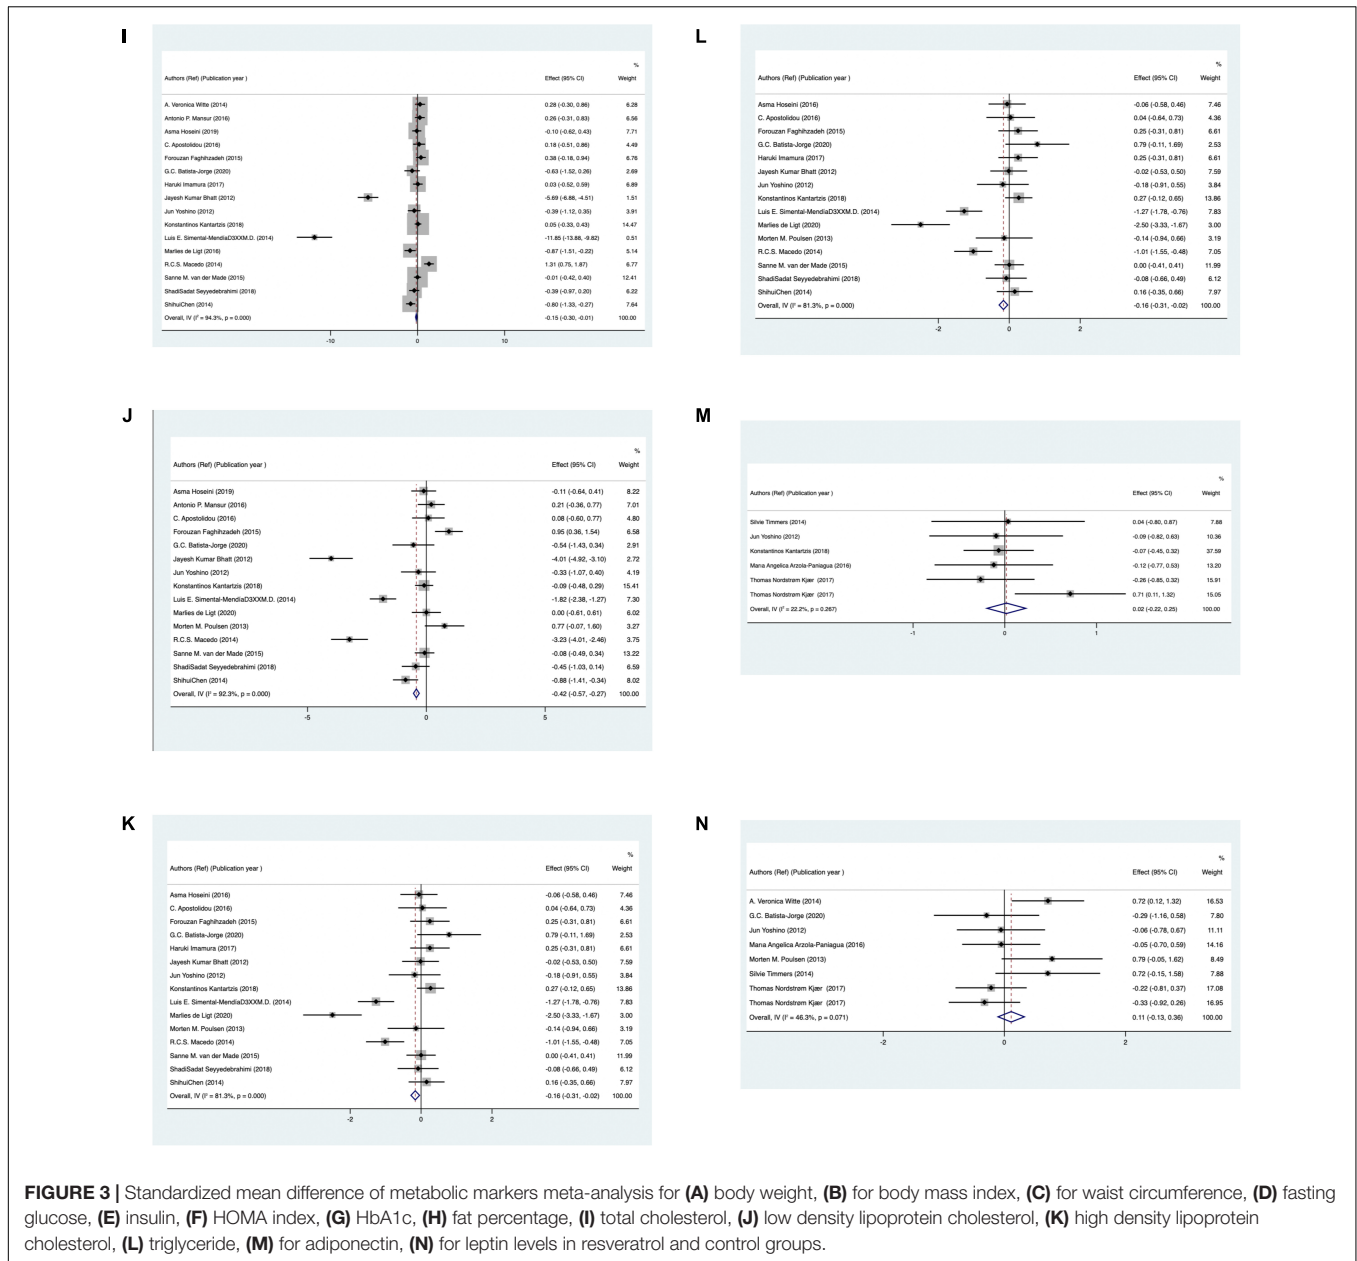 I
%
Authors (Ref) (Publication year ) Effect (95% CI) Weight
A. Veronica Witte (2014) 0.28 (-0.30, 0.86) 6.28
Antonio P. Mansur (2016) 0.26 (-0.31, 0.83) 6.56
Asma Hoseini (2019) -0.10 (-0.62, 0.43) 7.71
C. Apostolidou (2016) 0.18 (-0.51, 0.86) 4.49
Forouzan Faghihzadeh (2015) 0.38 (-0.18, 0.94) 6.76
G.C. Batista-Jorge (2020) -0.63 (-1.52, 0.26) 2.69
Haruki Imamura (2017) 0.03 (-0.52, 0.59) 6.89
Jayesh Kumar Bhatt (2012) -5.69 (-6.88, -4.51) 1.51
Jun Yoshino (2012) -0.39 (-1.12, 0.35) 3.91
Konstantinos Kantartzis (2018) 0.05 (-0.33, 0.43) 14.47
Luis E. Simental-MendiaD3XXM.D. (2014) -11.85 (-13.88, -9.82) 0.51
Marlies de Ligt (2016) -0.87 (-1.51, -0.22) 5.14
R.C.S. Macedo (2014) 1.31 (0.75, 1.87) 6.77
Sanne M. van der Made (2015) -0.01 (-0.42, 0.40) 12.41
ShadiSadat Seyyedebrahimi (2018) -0.39 (-0.97, 0.20) 6.22
ShihuiChen (2014) -0.80 (-1.33, -0.27) 7.64
Overall, IV (I² = 94.3%, p = 0.000) -0.15 (-0.30, -0.01) 100.00
-10 0 10
L
%
Authors (Ref) (Publication year ) Effect (95% CI) Weight
Asma Hoseini (2016) -0.06 (-0.58, 0.46) 7.46
C. Apostolidou (2016) 0.04 (-0.64, 0.73) 4.36
Forouzan Faghihzadeh (2015) 0.25 (-0.31, 0.81) 6.61
G.C. Batista-Jorge (2020) 0.79 (-0.11, 1.69) 2.53
Haruki Imamura (2017) 0.25 (-0.31, 0.81) 6.61
Jayesh Kumar Bhatt (2012) -0.02 (-0.53, 0.50) 7.59
Jun Yoshino (2012) -0.18 (-0.91, 0.55) 3.84
Konstantinos Kantartzis (2018) 0.27 (-0.12, 0.65) 13.86
Luis E. Simental-MendiaD3XXM.D. (2014) -1.27 (-1.78, -0.76) 7.83
Marlies de Ligt (2020) -2.50 (-3.33, -1.67) 3.00
Morten M. Poulsen (2013) -0.14 (-0.94, 0.66) 3.19
R.C.S. Macedo (2014) -1.01 (-1.55, -0.48) 7.05
Sanne M. van der Made (2015) 0.00 (-0.41, 0.41) 11.99
ShadiSadat Seyyedebrahimi (2018) -0.08 (-0.66, 0.49) 6.12
ShihuiChen (2014) 0.16 (-0.35, 0.66) 7.97
Overall, IV (I² = 81.3%, p = 0.000) -0.16 (-0.31, -0.02) 100.00
-2 0 2
J
%
Authors (Ref) (Publication year ) Effect (95% CI) Weight
Asma Hoseini (2019) -0.11 (-0.64, 0.41) 8.22
Antonio P. Mansur (2016) 0.21 (-0.36, 0.77) 7.01
C. Apostolidou (2016) 0.08 (-0.60, 0.77) 4.80
Forouzan Faghihzadeh (2015) 0.95 (0.36, 1.54) 6.58
G.C. Batista-Jorge (2020) -0.54 (-1.43, 0.34) 2.91
Jayesh Kumar Bhatt (2012) -4.01 (-4.92, -3.10) 2.72
Jun Yoshino (2012) -0.33 (-1.07, 0.40) 4.19
Konstantinos Kantartzis (2018) -0.09 (-0.48, 0.29) 15.41
Luis E. Simental-MendiaD3XXM.D. (2014) -1.82 (-2.38, -1.27) 7.30
Marlies de Ligt (2020) 0.00 (-0.61, 0.61) 6.02
Morten M. Poulsen (2013) 0.77 (-0.07, 1.60) 3.27
R.C.S. Macedo (2014) -3.23 (-4.01, -2.46) 3.75
Sanne M. van der Made (2015) -0.08 (-0.49, 0.34) 13.22
ShadiSadat Seyyedebrahimi (2018) -0.45 (-1.03, 0.14) 6.59
ShihuiChen (2014) -0.88 (-1.41, -0.34) 8.02
Overall, IV (I² = 92.3%, p = 0.000) -0.42 (-0.57, -0.27) 100.00
-5 0 5
M
%
Authors (Ref) (Publication year ) Effect (95% CI) Weight
Silvie Timmers (2014) 0.04 (-0.80, 0.87) 7.88
Jun Yoshino (2012) -0.09 (-0.82, 0.63) 10.36
Konstantinos Kantartzis (2018) -0.07 (-0.45, 0.32) 37.59
Mana Angelica Arzola-Paniagua (2016) -0.12 (-0.77, 0.53) 13.20
Thomas Nordstrøm Kjær (2017) -0.26 (-0.85, 0.32) 15.91
Thomas Nordstrøm Kjær (2017) 0.71 (0.11, 1.32) 15.05
Overall, IV (I² = 22.2%, p = 0.267) 0.02 (-0.22, 0.25) 100.00
-1 0 1
K
%
Authors (Ref) (Publication year ) Effect (95% CI) Weight
Asma Hoseini (2016) -0.06 (-0.58, 0.46) 7.46
C. Apostolidou (2016) 0.04 (-0.64, 0.73) 4.36
Forouzan Faghihzadeh (2015) 0.25 (-0.31, 0.81) 6.61
G.C. Batista-Jorge (2020) 0.79 (-0.11, 1.69) 2.53
Haruki Imamura (2017) 0.25 (-0.31, 0.81) 6.61
Jayesh Kumar Bhatt (2012) -0.02 (-0.53, 0.50) 7.59
Jun Yoshino (2012) -0.18 (-0.91, 0.55) 3.84
Konstantinos Kantartzis (2018) 0.27 (-0.12, 0.65) 13.86
Luis E. Simental-MendiaD3XXM.D. (2014) -1.27 (-1.78, -0.76) 7.83
Marlies de Ligt (2020) -2.50 (-3.33, -1.67) 3.00
Morten M. Poulsen (2013) -0.14 (-0.94, 0.66) 3.19
R.C.S. Macedo (2014) -1.01 (-1.55, -0.48) 7.05
Sanne M. van der Made (2015) 0.00 (-0.41, 0.41) 11.99
ShadiSadat Seyyedebrahimi (2018) -0.08 (-0.66, 0.49) 6.12
ShihuiChen (2014) 0.16 (-0.35, 0.66) 7.97
Overall, IV (I² = 81.3%, p = 0.000) -0.16 (-0.31, -0.02) 100.00
-2 0 2
N
%
Authors (Ref) (Publication year ) Effect (95% CI) Weight
A. Veronica Witte (2014) 0.72 (0.12, 1.32) 16.53
G.C. Batista-Jorge (2020) -0.29 (-1.16, 0.58) 7.80
Jun Yoshino (2012) -0.06 (-0.78, 0.67) 11.11
Mana Angelica Arzola-Paniagua (2016) -0.05 (-0.70, 0.59) 14.16
Morten M. Poulsen (2013) 0.79 (-0.05, 1.62) 8.49
Silvie Timmers (2014) 0.72 (-0.15, 1.58) 7.88
Thomas Nordstrøm Kjær (2017) -0.22 (-0.81, 0.37) 17.08
Thomas Nordstrøm Kjær (2017) -0.33 (-0.92, 0.26) 16.95
Overall, IV (I² = 46.3%, p = 0.071) 0.11 (-0.13, 0.36) 100.00
-2 0 2
FIGURE 3 | Standardized mean difference of metabolic markers meta-analysis for (A) body weight, (B) for body mass index, (C) for waist circumference, (D) fasting
glucose, (E) insulin, (F) HOMA index, (G) HbA1c, (H) fat percentage, (I) total cholesterol, (J) low density lipoprotein cholesterol, (K) high density lipoprotein
cholesterol, (L) triglyceride, (M) for adiponectin, (N) for leptin levels in resveratrol and control groups.